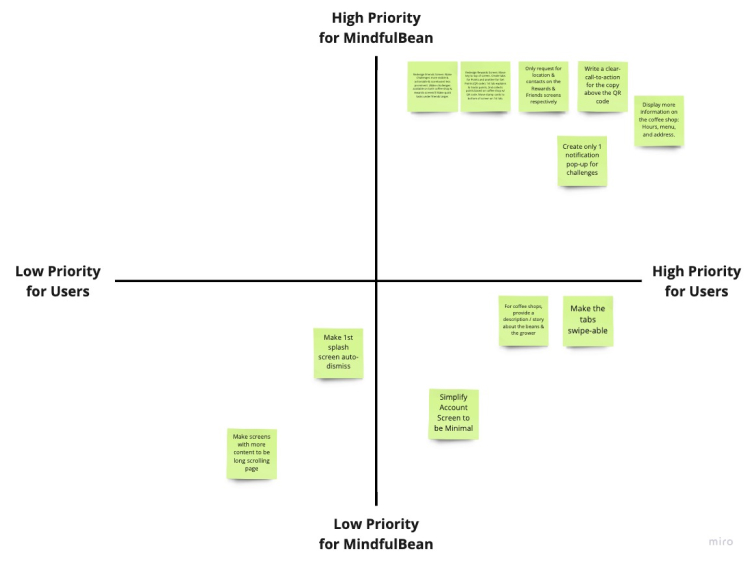 High Priority
for MindfulBean
Only request for
location &
contacts on the
Rewards &
Friends screens
respectively
Write a clear-
call-to-action
for the copy
above the QR
code
Display more
information on
the coffee shop;
Hours, menu,
and address.
Create only 1
notification
pop-up for
challenges
Low Priority
for Users
High Priority
for Users
For coffee shops,
provide a
description / story
about the beans &
the grower
Make the
tabs
swipe-able
Make 1st
splash
screen auto-
dismiss
Simplify
Account
Screen to
be Minimal
Make screens
with more
content to be
long scrolling
page
Low Priority
for MindfulBean
miro